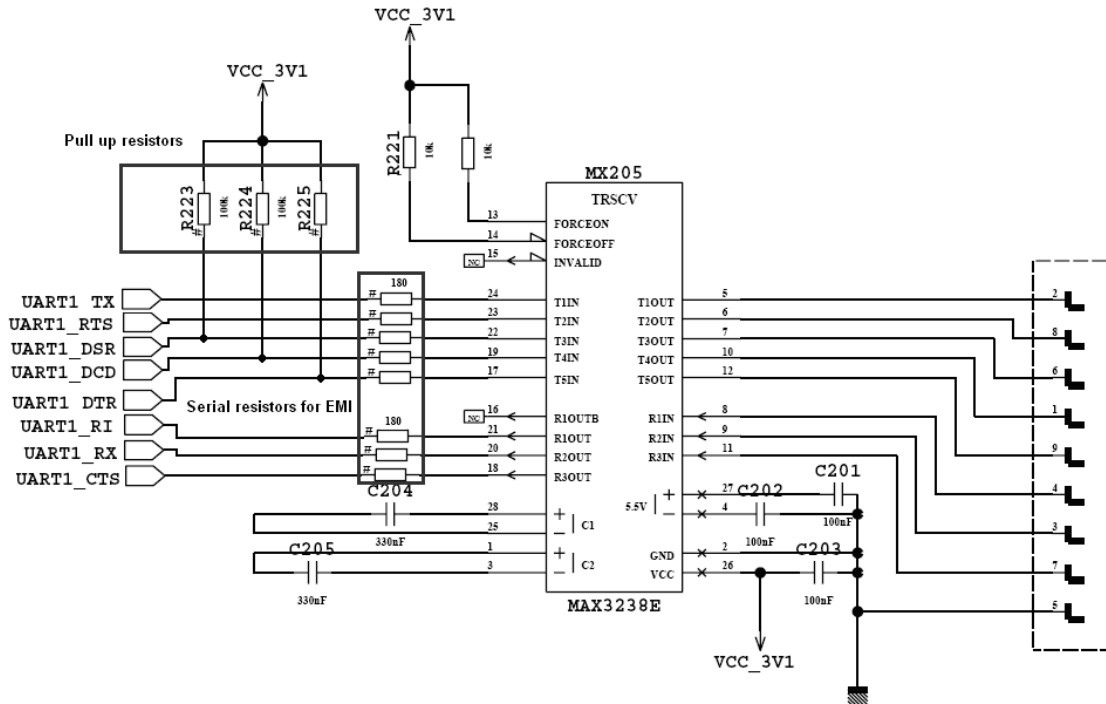 VCC_3V1
VCC_3V1
Pull up resistors
R223
100k
#
R224
100k
#
R225
#
R221
10k
10k
MX205
TRSCV
13
FORCEON
14
FORCEOFF
NC
15
INVALID
180
UART1_TX
#
24
T1IN
T1OUT
5
2
UART1_RTS
#
23
T2IN
T2OUT
6
8
UART1_DSR
#
22
T3IN
T3OUT
7
6
UART1_DCD
#
19
T4IN
T4OUT
10
1
UART1_DTR
#
17
T5IN
T5OUT
12
9
Serial resistors for EMI
NC
16
R1OUTB
R1IN
8
4
180
UART1_RI
#
21
R1OUT
R2IN
9
3
UART1_RX
#
20
R2OUT
R3IN
11
7
UART1_CTS
#
18
R3OUT
C204
330nF
28
+
25
−
C1
C205
330nF
1
+
3
−
C2
5.5V
+
27
C201
100nF
−
4
C202
100nF
GND
2
VCC
26
C203
100nF
5
MAX3238E
VCC_3V1